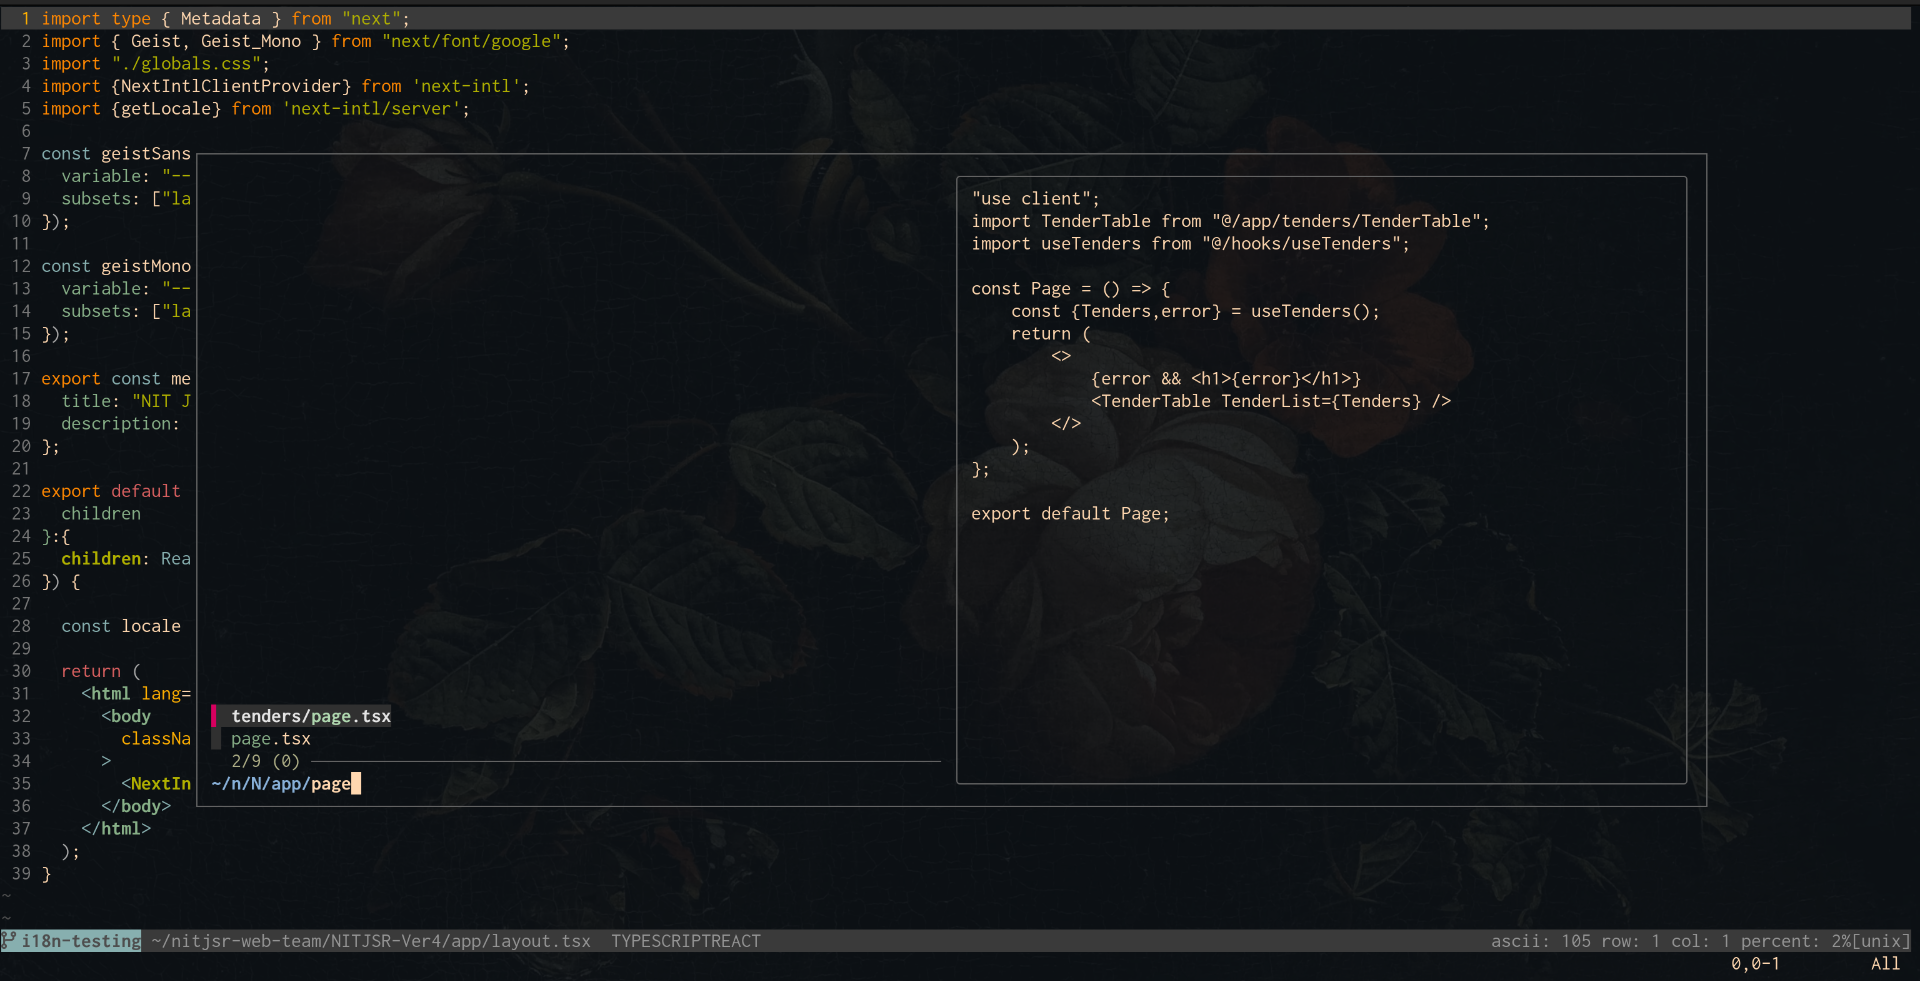 1 import type { Metadata } from "next";
2 import { Geist, Geist_Mono } from "next/font/google";
3 import "./globals.css";
4 import {NextIntlClientProvider} from 'next-intl';
5 import {getLocale} from 'next-intl/server';
6
7 const geistSans
8   variable: "--
9   subsets: ["la
10 });
11
12 const geistMono
13   variable: "--
14   subsets: ["la
15 });
16
17 export const me
18   title: "NIT J
19   description:
20 };
21
22 export default
23   children
24 }:{
25   children: Rea
26 }) {
27
28   const locale
29
30   return (
31     <html lang=
32       <body
33         classNa
34       >
35         <NextIn
36       </body>
37     </html>
38   );
39 }
~
~
"use client";
import TenderTable from "@/app/tenders/TenderTable";
import useTenders from "@/hooks/useTenders";

const Page = () => {
    const {Tenders,error} = useTenders();
    return (
        <>
            {error && <h1>{error}</h1>}
            <TenderTable TenderList={Tenders} />
        </>
    );
};

export default Page;
tenders/page.tsx
page.tsx
2/9 (0)
~/n/N/app/page
i18n-testing ~/nitjsr-web-team/NITJSR-Ver4/app/layout.tsx TYPESCRIPTREACT ascii: 105 row: 1 col: 1 percent: 2%[unix]
0,0-1 All